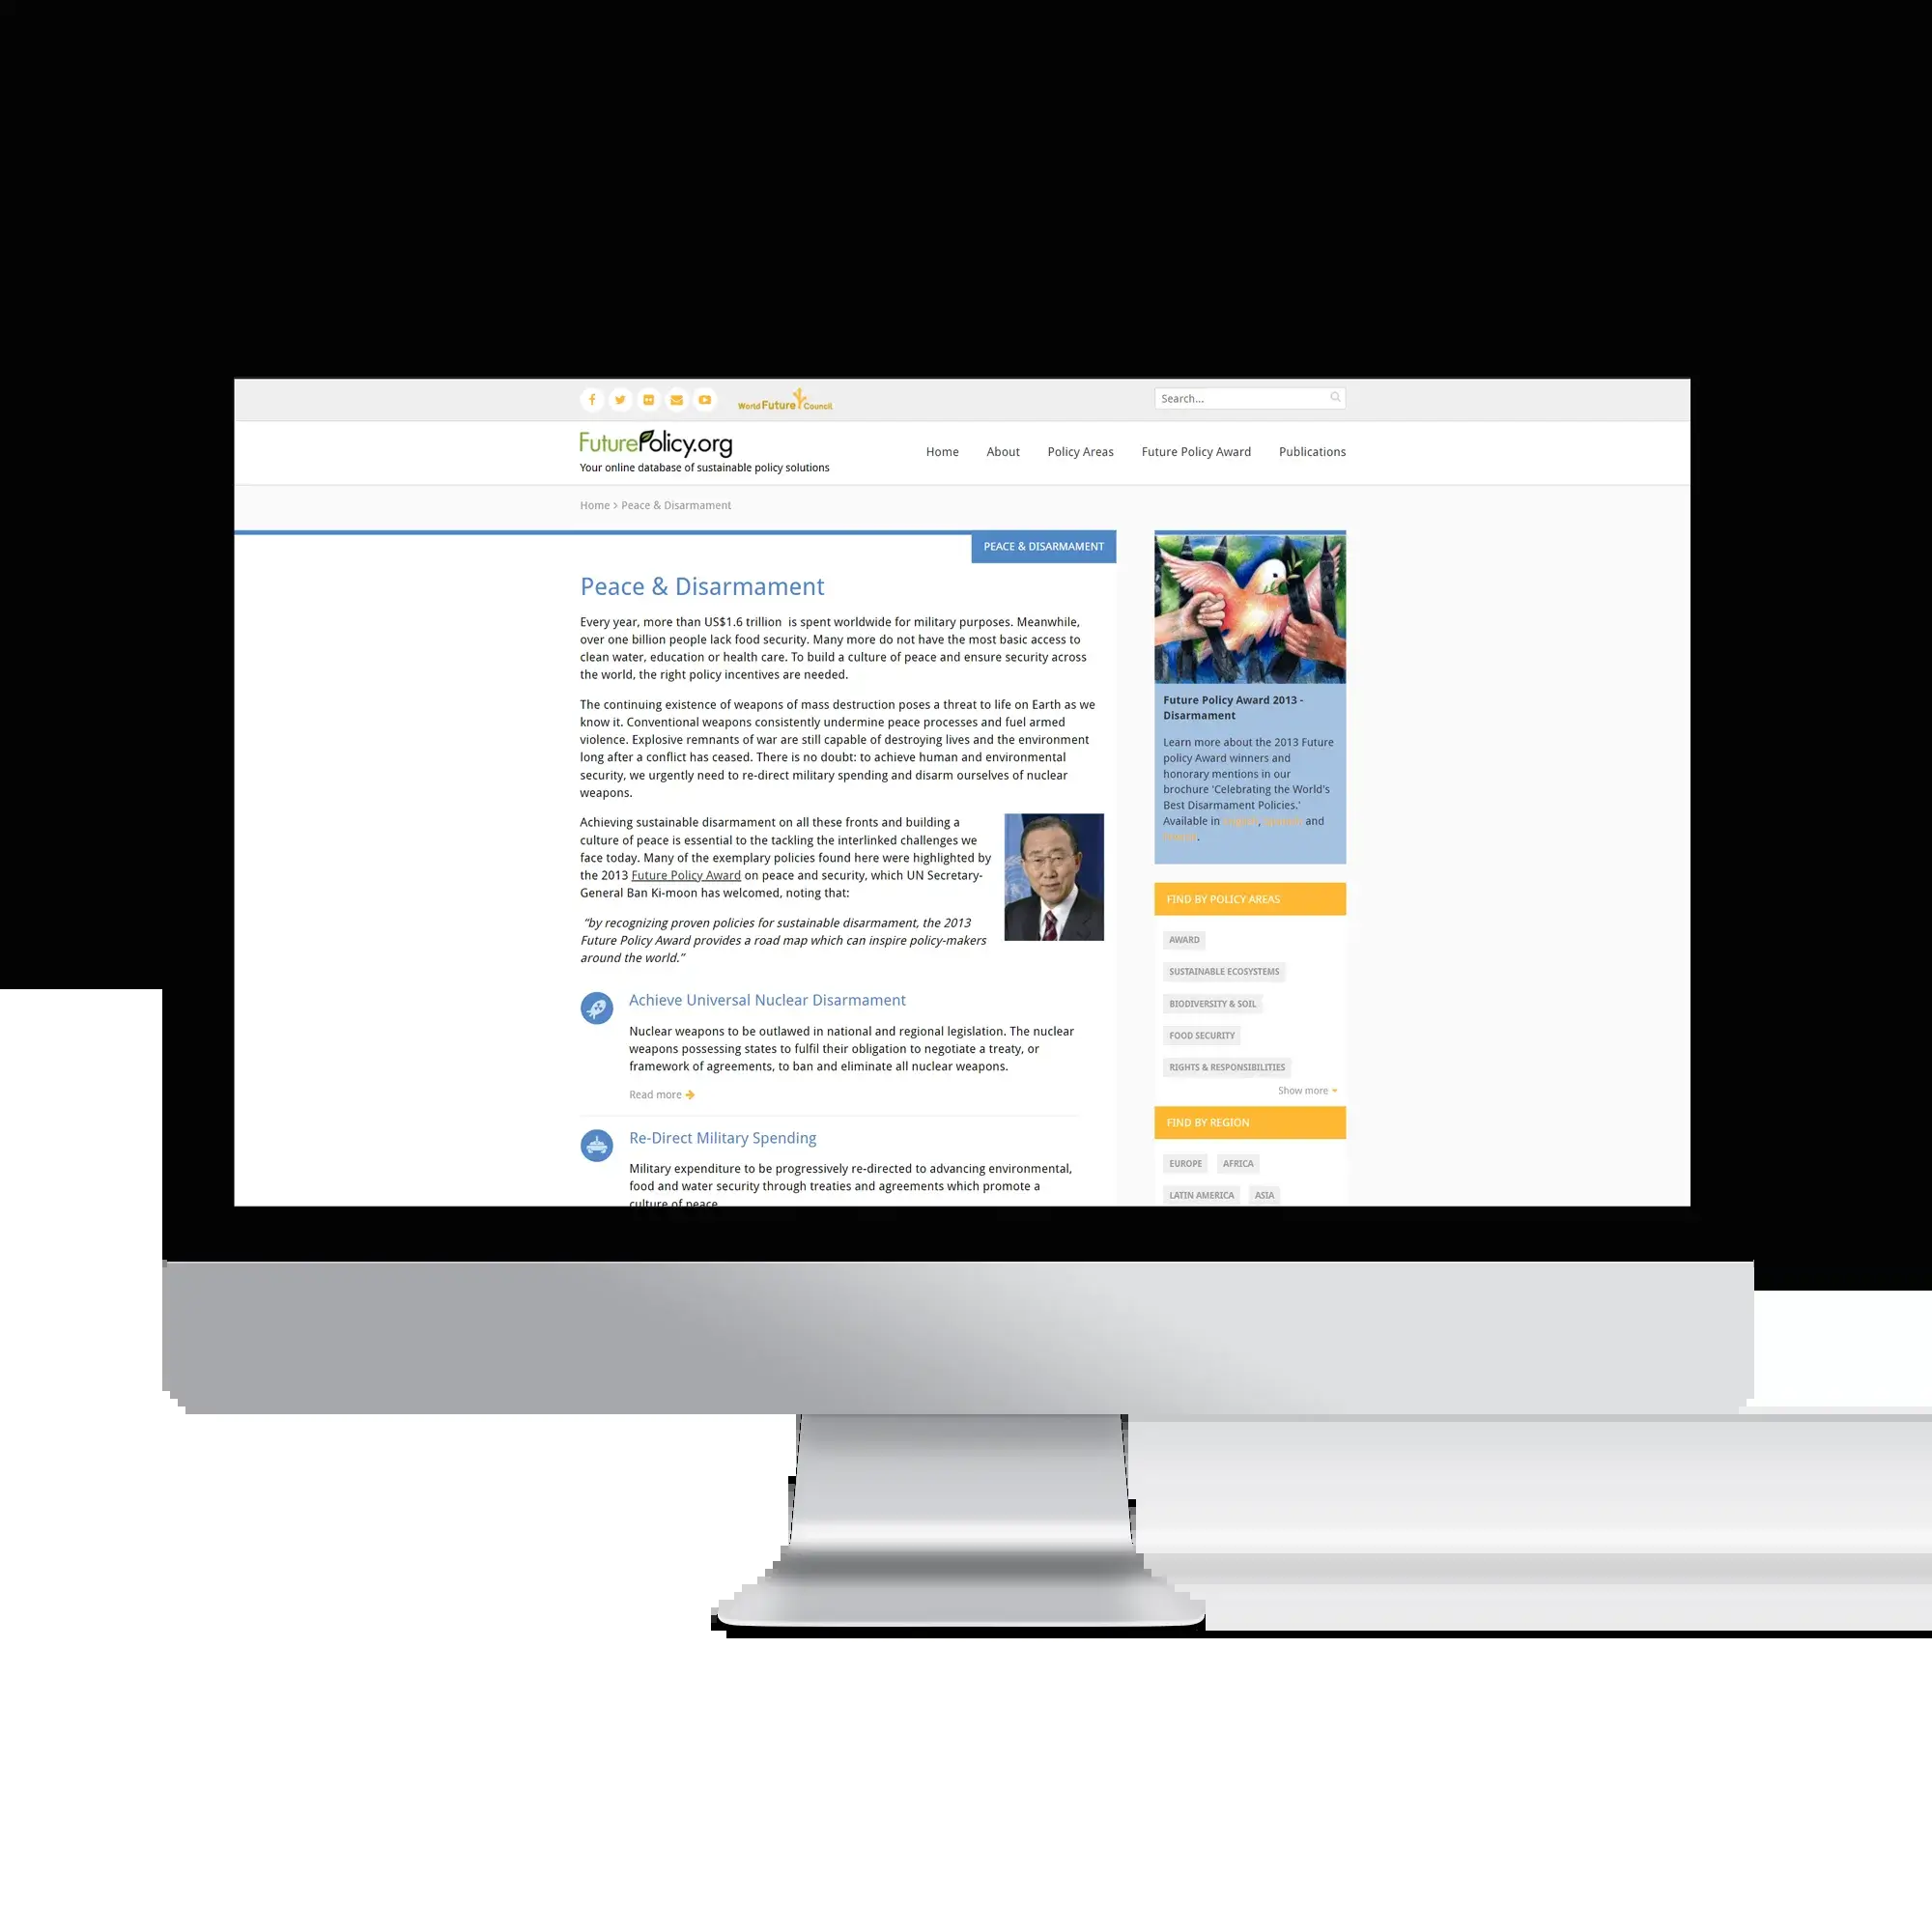 World Future Council
Search...
FuturePolicy.org
Your online database of sustainable policy solutions
Home
About
Policy Areas
Future Policy Award
Publications
Home > Peace & Disarmament
PEACE & DISARMAMENT
Peace & Disarmament
Every year, more than US$1.6 trillion is spent worldwide for military purposes. Meanwhile,
over one billion people lack food security. Many more do not have the most basic access to
clean water, education or health care. To build a culture of peace and ensure security across
the world, the right policy incentives are needed.
The continuing existence of weapons of mass destruction poses a threat to life on Earth as we
know it. Conventional weapons consistently undermine peace processes and fuel armed
violence. Explosive remnants of war are still capable of destroying lives and the environment
long after a conflict has ceased. There is no doubt: to achieve human and environmental
security, we urgently need to re-direct military spending and disarm ourselves of nuclear
weapons.
Achieving sustainable disarmament on all these fronts and building a
culture of peace is essential to the tackling the interlinked challenges we
face today. Many of the exemplary policies found here were highlighted by
the 2013 Future Policy Award on peace and security, which UN Secretary-
General Ban Ki-moon has welcomed, noting that:
“by recognizing proven policies for sustainable disarmament, the 2013
Future Policy Award provides a road map which can inspire policy-makers
around the world.”
Achieve Universal Nuclear Disarmament
Nuclear weapons to be outlawed in national and regional legislation. The nuclear
weapons possessing states to fulfil their obligation to negotiate a treaty, or
framework of agreements, to ban and eliminate all nuclear weapons.
Read more
Re-Direct Military Spending
Military expenditure to be progressively re-directed to advancing environmental,
food and water security through treaties and agreements which promote a
culture of peace
Future Policy Award 2013 -
Disarmament
Learn more about the 2013 Future
policy Award winners and
honorary mentions in our
brochure 'Celebrating the World's
Best Disarmament Policies.'
Available in , and
.
FIND BY POLICY AREAS
AWARD
SUSTAINABLE ECOSYSTEMS
BIODIVERSITY & SOIL
FOOD SECURITY
RIGHTS & RESPONSIBILITIES
Show more
FIND BY REGION
EUROPE AFRICA
LATIN AMERICA ASIA